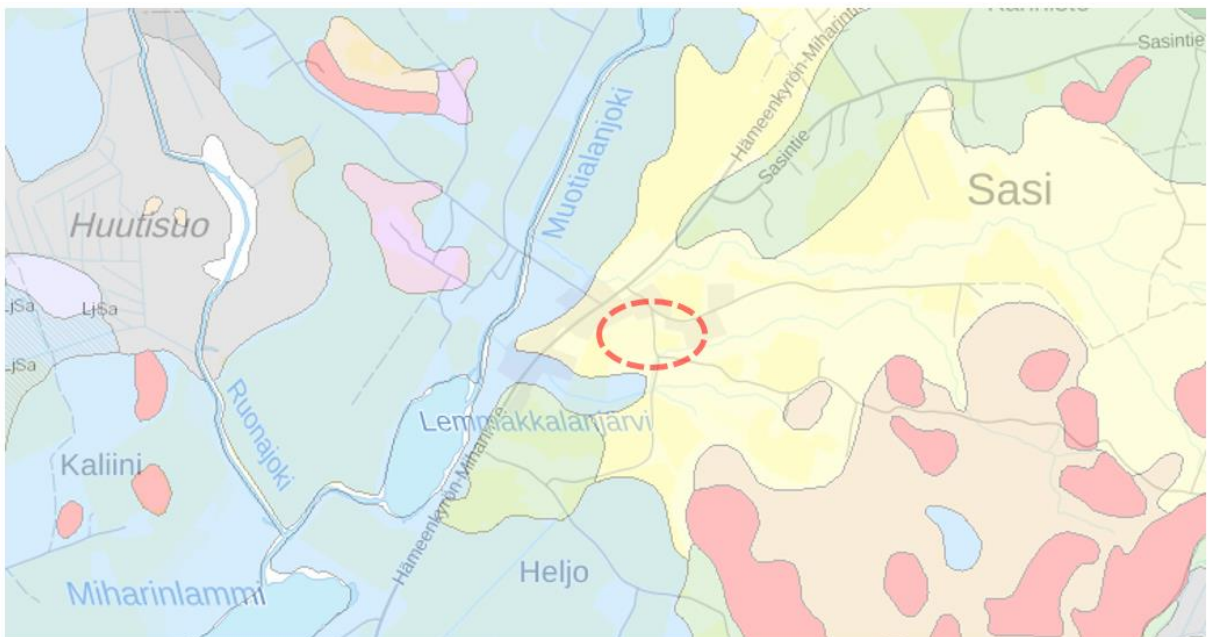 Sasintie
Hämeenkyrön-Miharintie
Muotialanjoki
Sasintie
Sasi
Huutisuo
LjSa
LjSa
LjSa
Ruonajoki
Lemmakkalanjärvi
Kaliini
Hämeenkyrön-Miharintie
Heljo
Miharinlammi